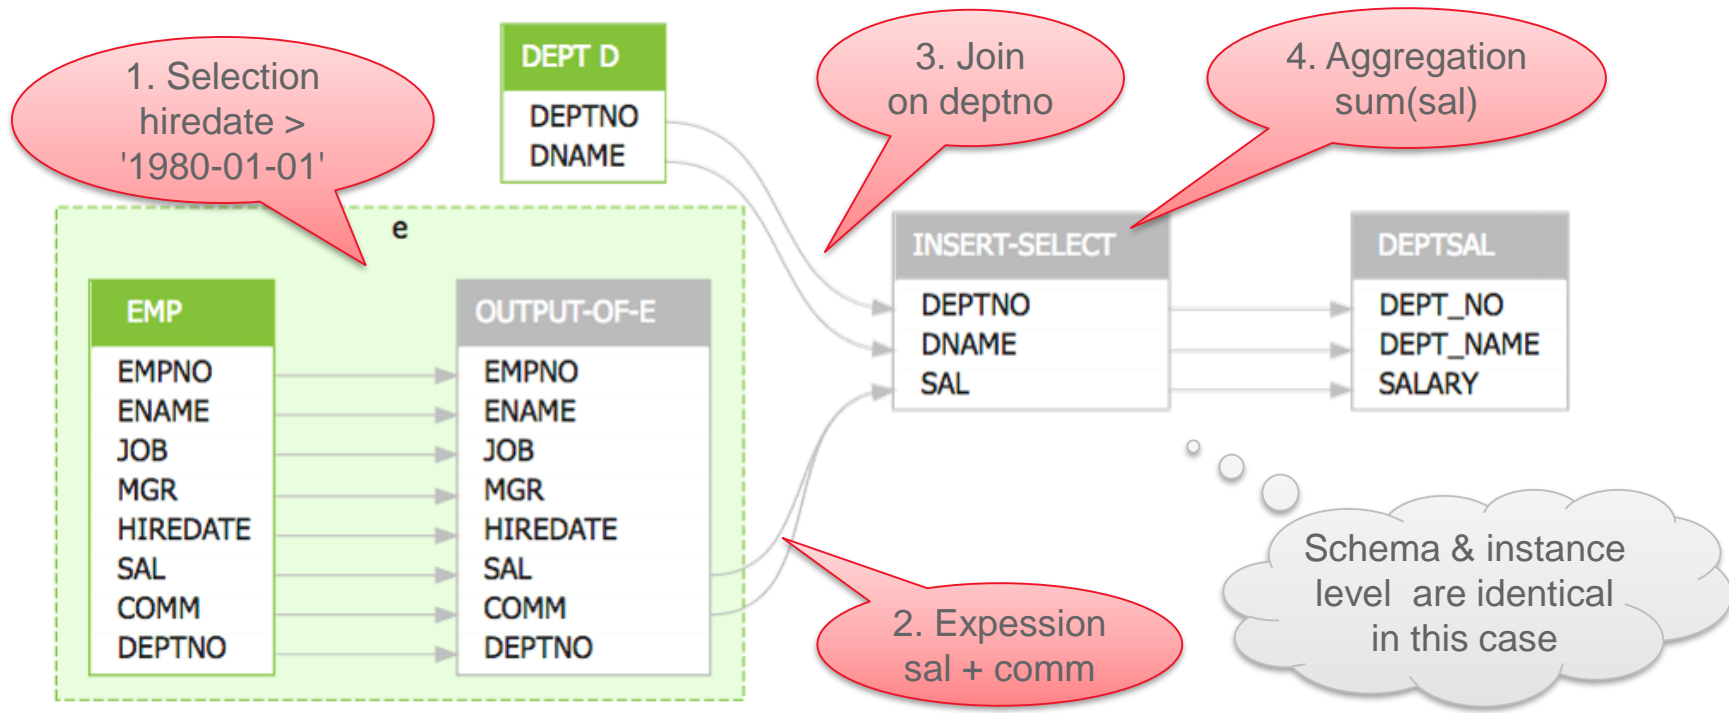 1. Selection
hiredate >
'1980-01-01'
DEPT D
DEPTNO
DNAME
3. Join
on deptno
4. Aggregation
sum(sal)
e
EMP
EMPNO
ENAME
JOB
MGR
HIREDATE
SAL
COMM
DEPTNO
OUTPUT-OF-E
EMPNO
ENAME
JOB
MGR
HIREDATE
SAL
COMM
DEPTNO
INSERT-SELECT
DEPTNO
DNAME
SAL
DEPTSAL
DEPT_NO
DEPT_NAME
SALARY
2. Expession
sal + comm
Schema & instance
level are identical
in this case